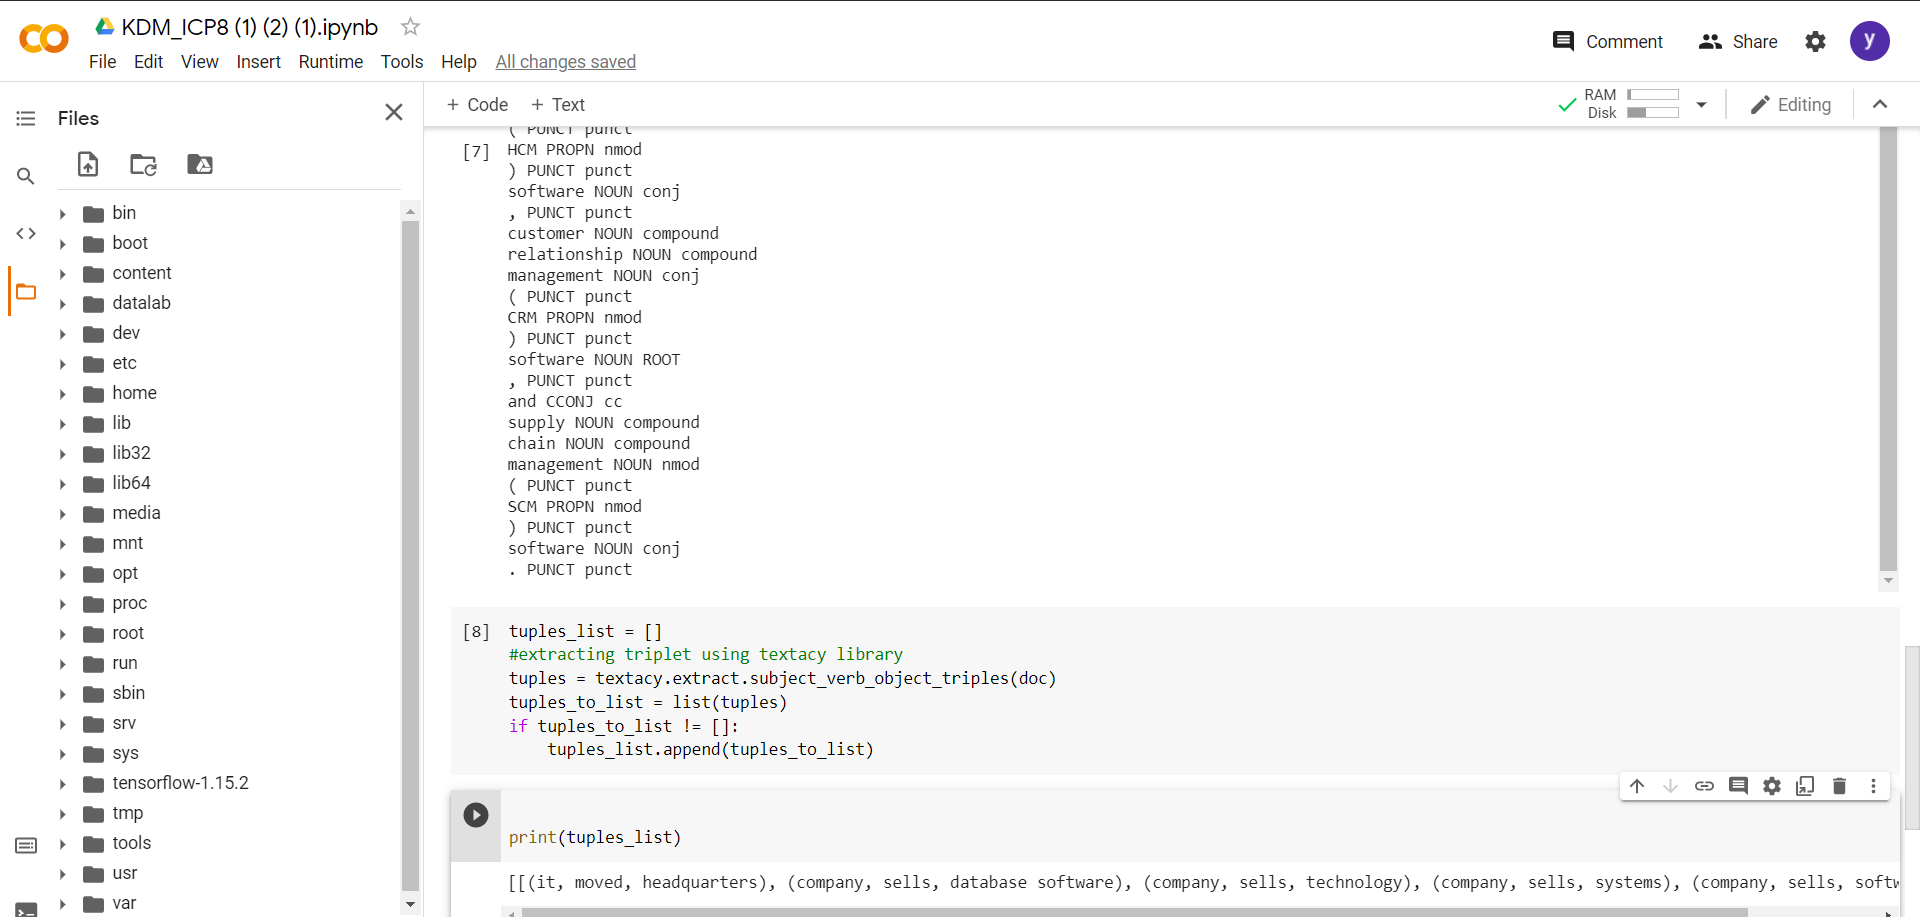 KDM_ICP8 (1) (2) (1).ipynb
File Edit View Insert Runtime Tools Help All changes saved
Comment Share y
Files
+ Code + Text
RAM
Disk
Editing
bin
boot
content
datalab
dev
etc
home
lib
lib32
lib64
media
mnt
opt
proc
root
run
sbin
srv
sys
tensorflow-1.15.2
tmp
tools
usr
var
( PUNCT punct
[7] HCM PROPN nmod
) PUNCT punct
software NOUN conj
, PUNCT punct
customer NOUN compound
relationship NOUN compound
management NOUN conj
( PUNCT punct
CRM PROPN nmod
) PUNCT punct
software NOUN ROOT
, PUNCT punct
and CCONJ cc
supply NOUN compound
chain NOUN compound
management NOUN nmod
( PUNCT punct
SCM PROPN nmod
) PUNCT punct
software NOUN conj
. PUNCT punct
[8] tuples_list = []
#extracting triplet using textacy library
tuples = textacy.extract.subject_verb_object_triples(doc)
tuples_to_list = list(tuples)
if tuples_to_list != []:
tuples_list.append(tuples_to_list)
print(tuples_list)
[[(it, moved, headquarters), (company, sells, database software), (company, sells, technology), (company, sells, systems), (company, sells, softw